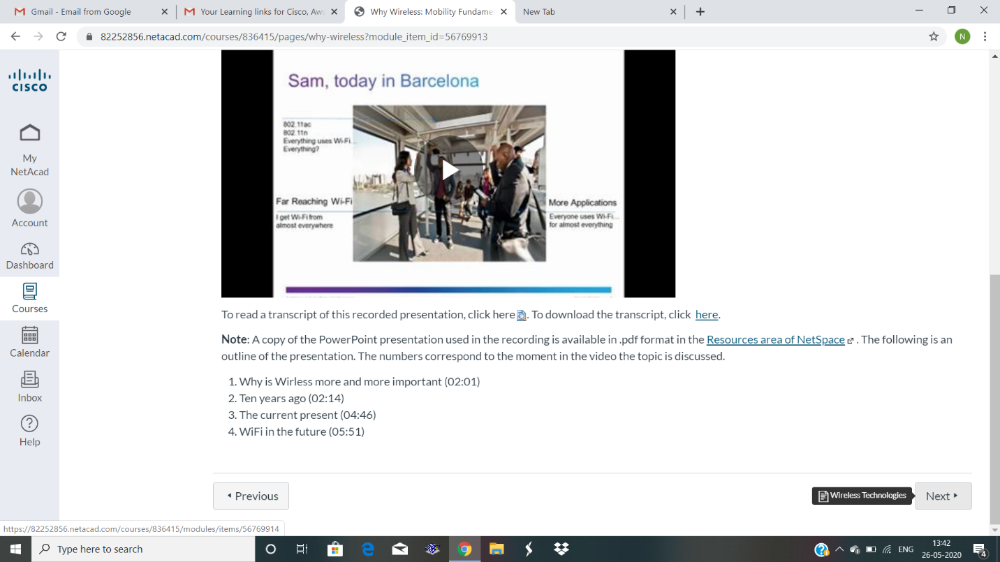 Gmail - Email from Google
Your Learning links for Cisco, Aws
Why Wireless: Mobility Fundame
New Tab
82252856.netacad.com/courses/836415/pages/why-wireless?module_item_id=56769913
N
CISCO
My NetAcad
Account
Dashboard
Courses
Calendar
Inbox
Help
Sam, today in Barcelona
802.11ac
802.11n
Everything uses Wi-Fi...
Everything?
Far Reaching Wi-Fi
I get Wi-Fi from
almost everywhere
More Applications
Everyone uses Wi-Fi...
for almost everything
To read a transcript of this recorded presentation, click here. To download the transcript, click here.
Note: A copy of the PowerPoint presentation used in the recording is available in .pdf format in the Resources area of NetSpace . The following is an
outline of the presentation. The numbers correspond to the moment in the video the topic is discussed.
1. Why is Wirless more and more important (02:01)
2. Ten years ago (02:14)
3. The current present (04:46)
4. WiFi in the future (05:51)
Previous
Wireless Technologies
Next
https://82252856.netacad.com/courses/836415/modules/items/56769914
Type here to search
ENG
13:42
26-05-2020
4